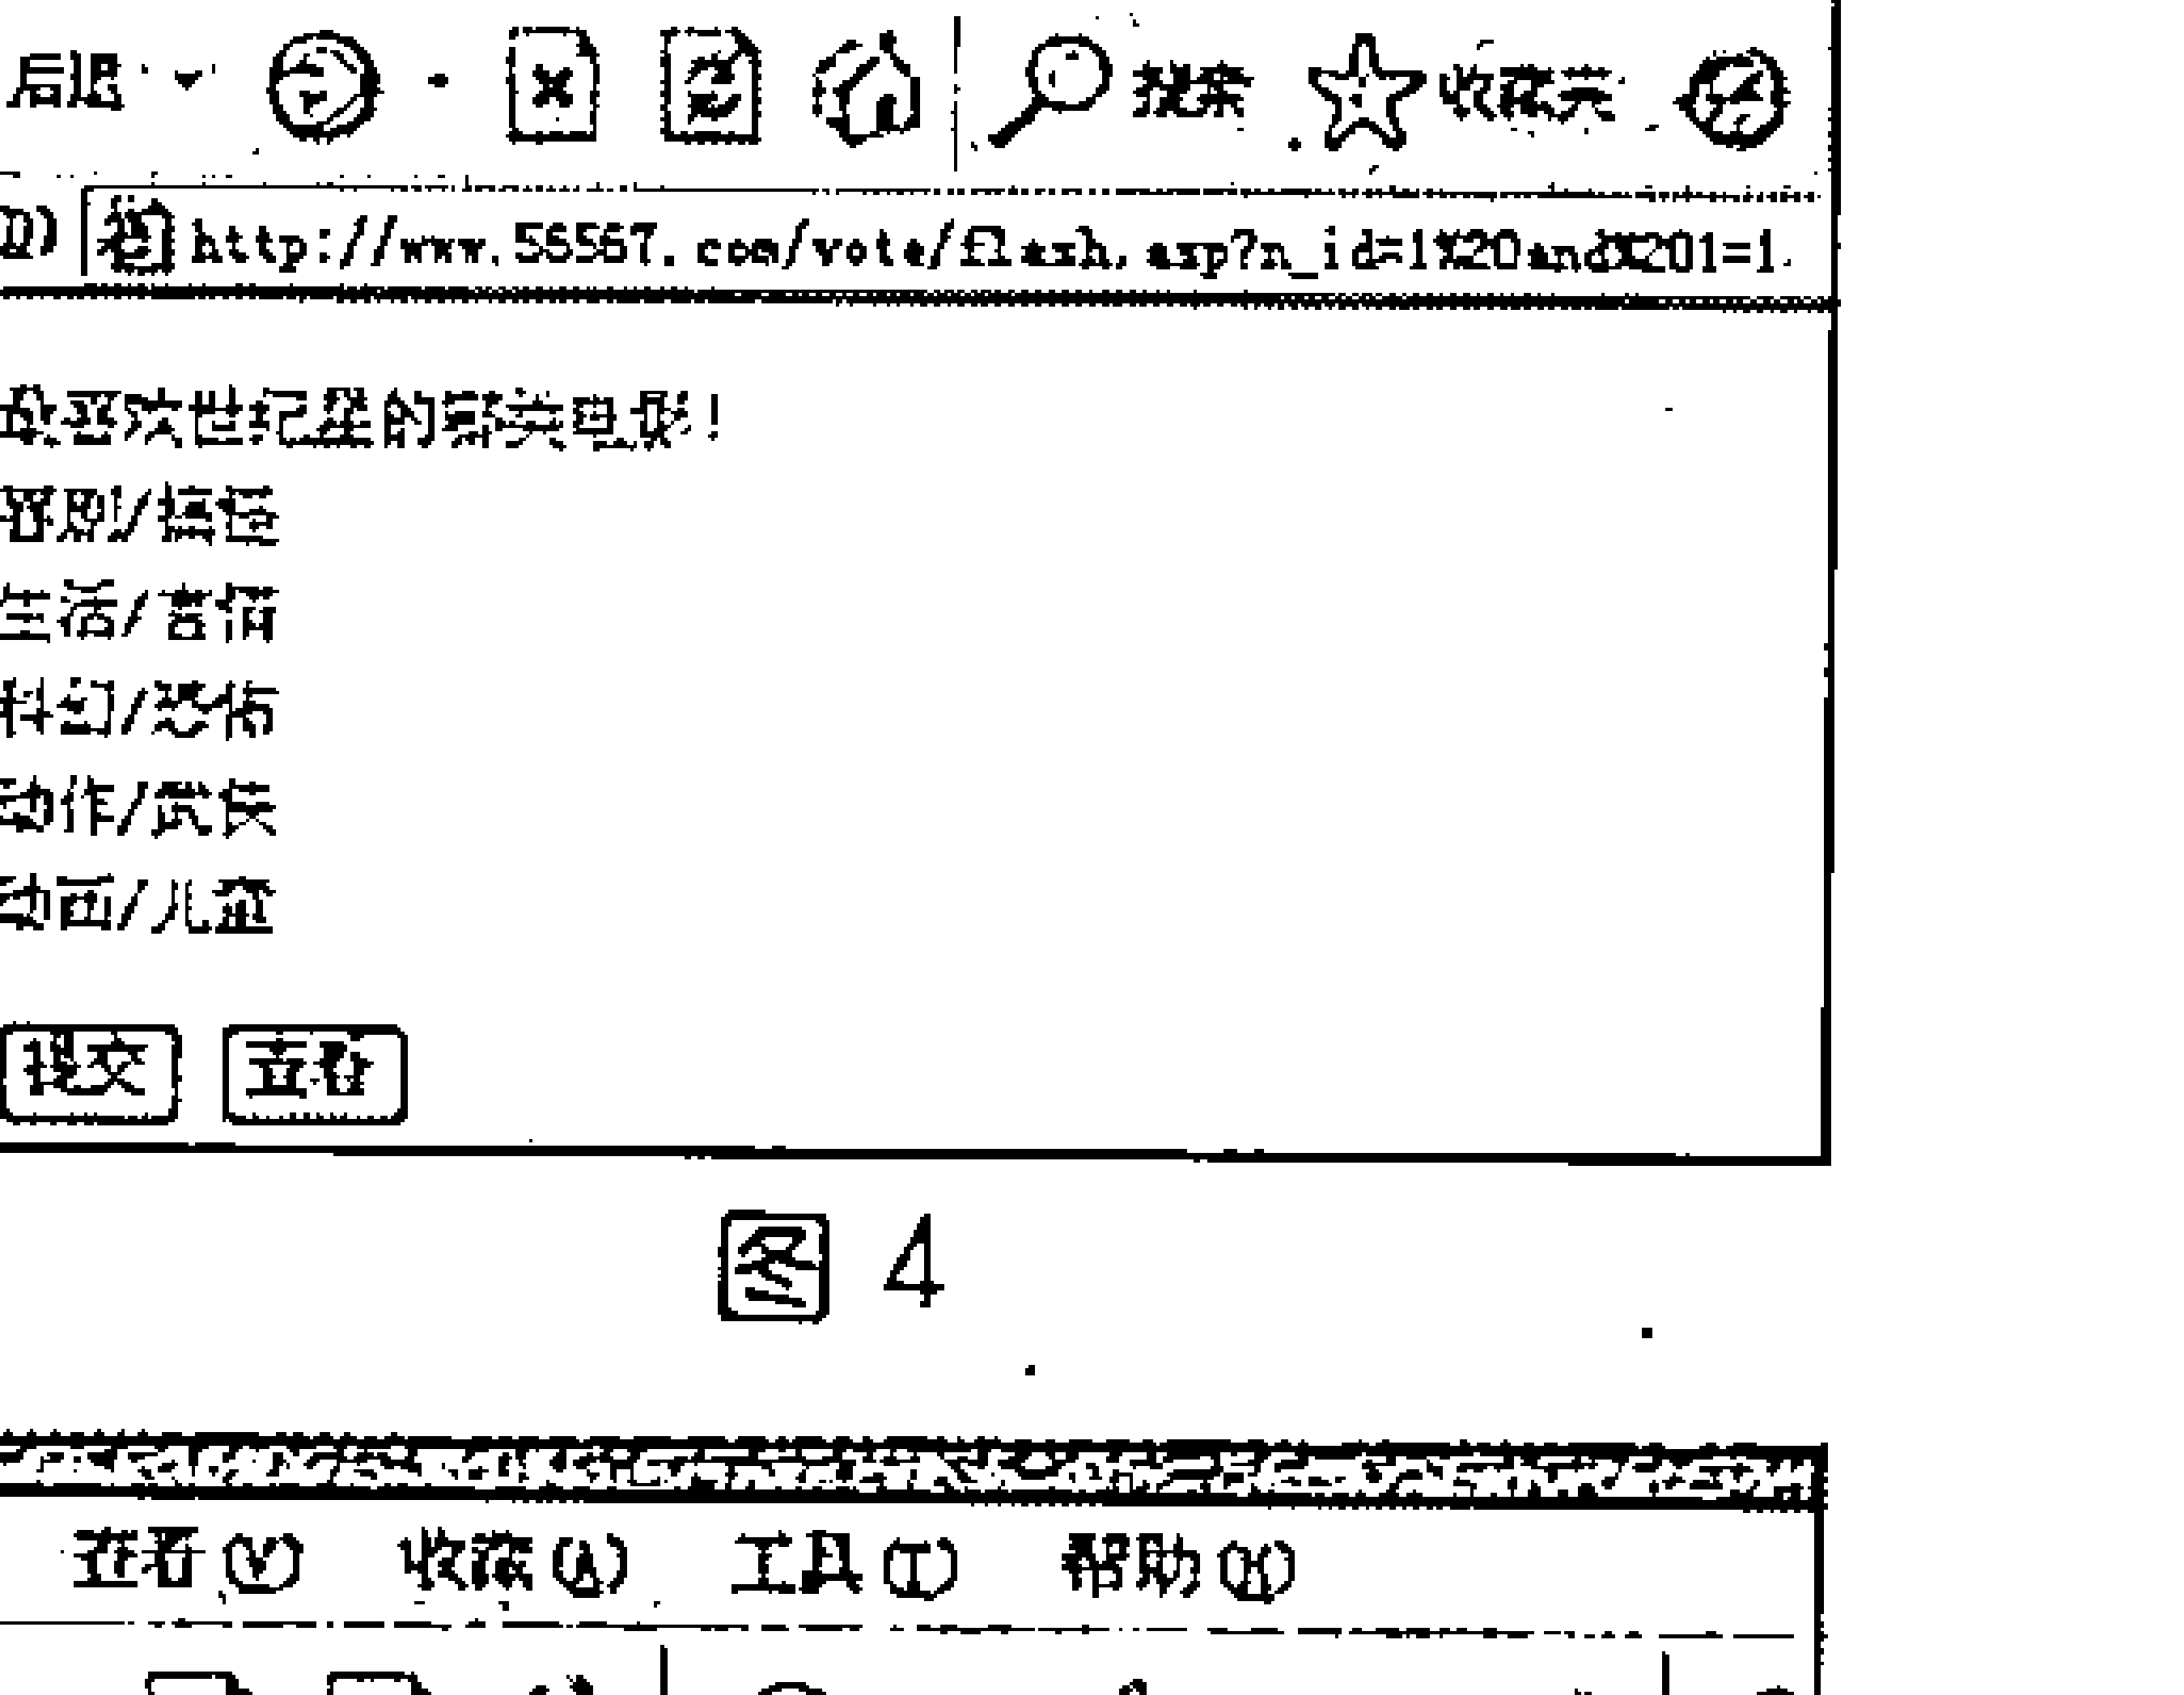 后退 搜索 收藏夹
http://www.56567.com/vote/flash.asp?n_id=1%20and%201=1
喜欢世纪星的那类电影!
喜剧/搞笑
生活/言情
科幻/恐怖
动作/武侠
动画/儿童
提交 查看
图 4
查看(V) 收藏(A) 工具(T) 帮助(H)